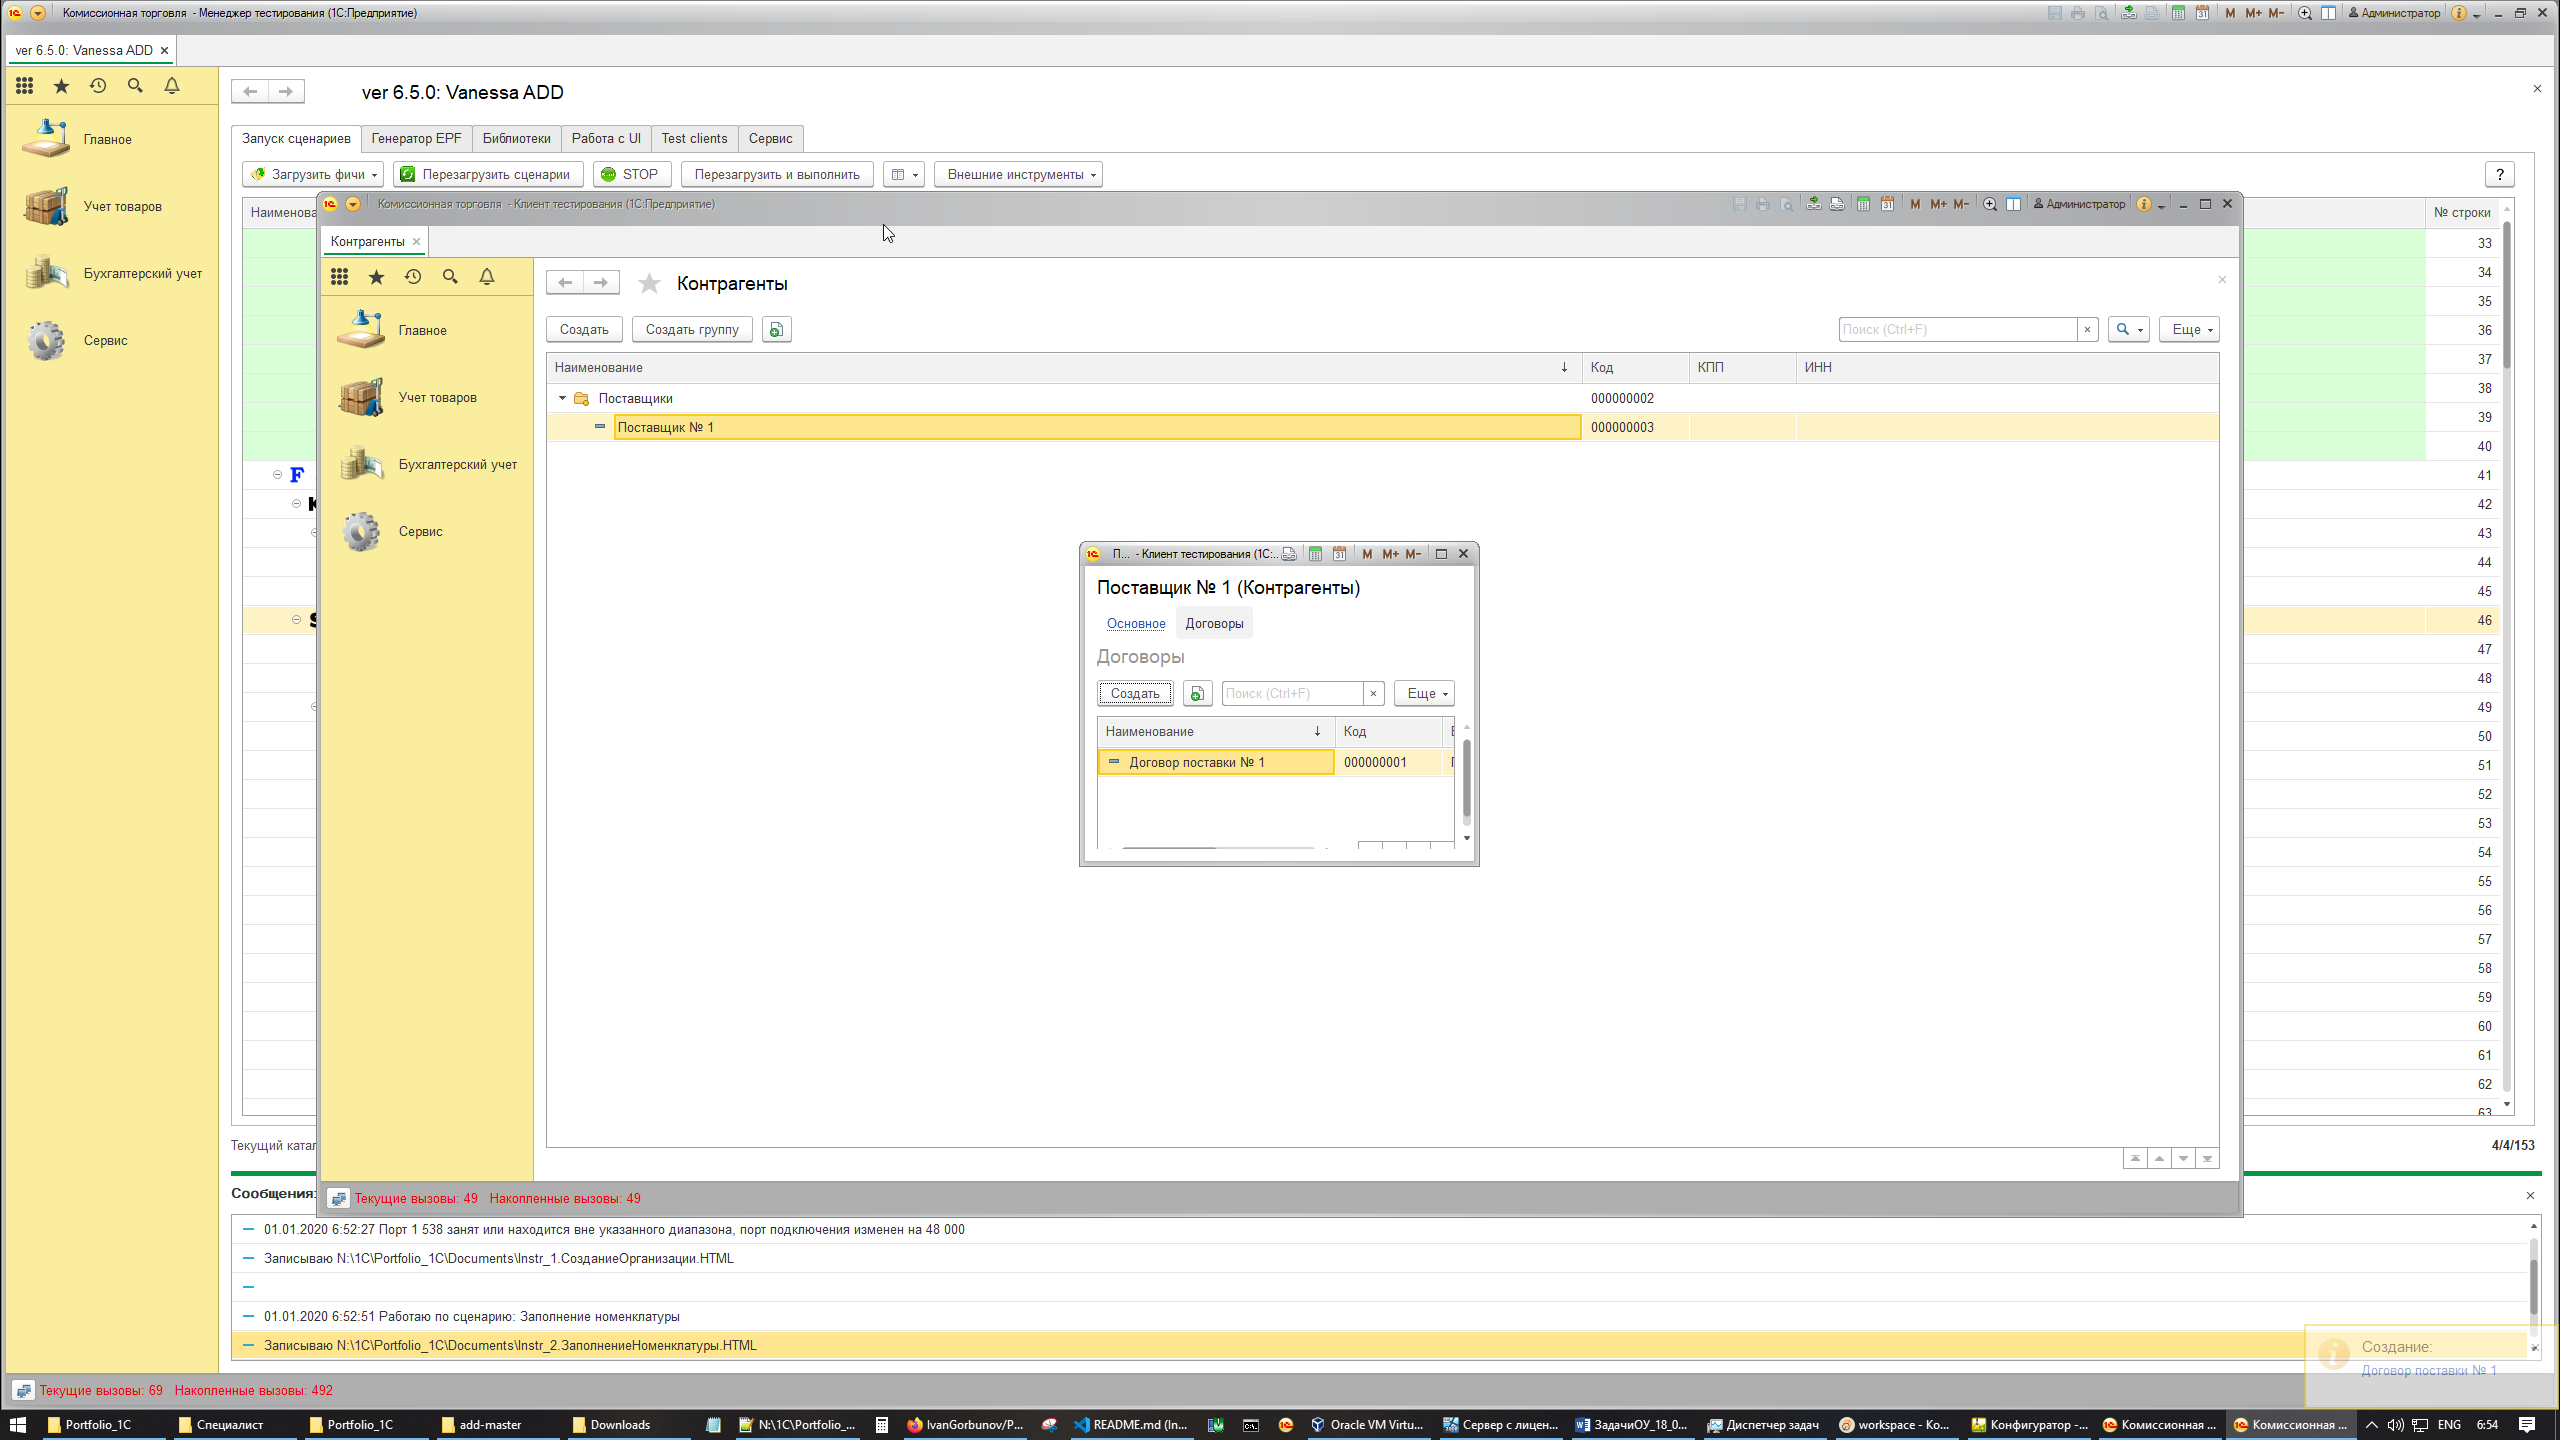 Комиссионная торговля - Менеджер тестирования (1С:Предприятие)
M M+ M- Администратор
ver 6.5.0: Vanessa ADD
Главное
Учет товаров
Бухгалтерский учет
Сервис
ver 6.5.0: Vanessa ADD
Запуск сценариев Генератор EPF Библиотеки Работа с UI Test clients Сервис
Загрузить фичи Перезагрузить сценарии STOP Перезагрузить и выполнить Внешние инструменты ?
№ строки
33
34
35
36
37
38
39
40
41
42
43
44
45
46
47
48
49
50
51
52
53
54
55
56
57
58
59
60
61
62
63
F
Комиссионная торговля - Клиент тестирования (1С:Предприятие)
31 M M+ M- Администратор
Контрагенты
Главное
Учет товаров
Бухгалтерский учет
Сервис
Контрагенты
Создать Создать группу Поиск (Ctrl+F) Еще
Наименование Код КПП ИНН
Поставщики 000000002
Поставщик № 1 000000003
П... - Клиент тестирования (1С:... 31 M M+ M-
Поставщик № 1 (Контрагенты)
Основное Договоры
Договоры
Создать Поиск (Ctrl+F) Еще
Наименование Код
Договор поставки № 1 000000001
Текущие вызовы: 49 Накопленные вызовы: 49
4/4/153
Сообщения:
01.01.2020 6:52:27 Порт 1 538 занят или находится вне указанного диапазона, порт подключения изменен на 48 000
Записываю N:\1C\Portfolio_1C\Documents\Instr_1.СозданиеОрганизации.HTML
01.01.2020 6:52:51 Работаю по сценарию: Заполнение номенклатуры
Записываю N:\1C\Portfolio_1C\Documents\Instr_2.ЗаполнениеНоменклатуры.HTML
Создание:
Договор поставки № 1
Текущие вызовы: 69 Накопленные вызовы: 492
Portfolio_1C Специалист Portfolio_1C add-master Downloads N:\1C\Portfolio_... IvanGorbunov/P... README.md (In... Oracle VM Virtu... Сервер с лицен... ЗадачиОУ_18_0... Диспетчер задач workspace - Ко... Конфигуратор -... Комиссионная ... Комиссионная ... ENG 6:54